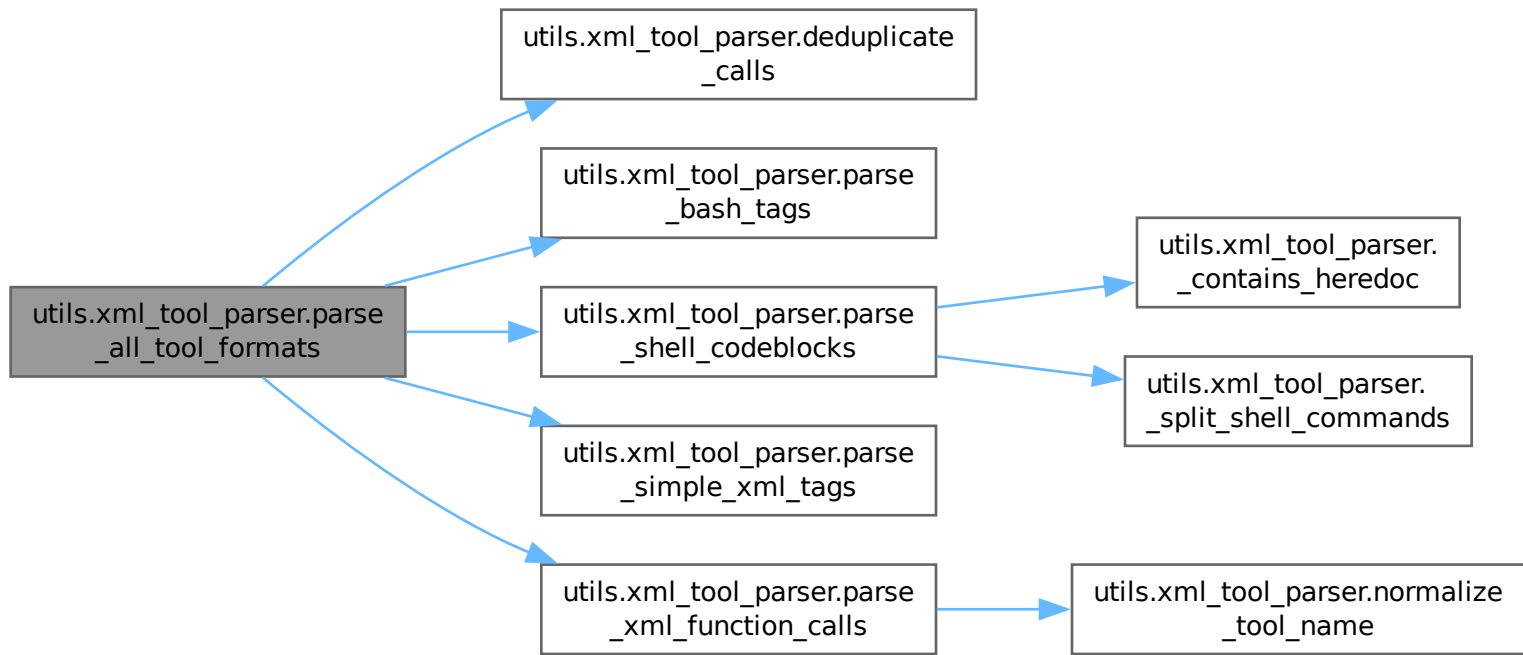 utils.xml_tool_parser.deduplicate
_calls
utils.xml_tool_parser.parse
_bash_tags
utils.xml_tool_parser.
_contains_heredoc
utils.xml_tool_parser.parse
_all_tool_formats
utils.xml_tool_parser.parse
_shell_codeblocks
utils.xml_tool_parser.
_split_shell_commands
utils.xml_tool_parser.parse
_simple_xml_tags
utils.xml_tool_parser.parse
_xml_function_calls
utils.xml_tool_parser.normalize
_tool_name